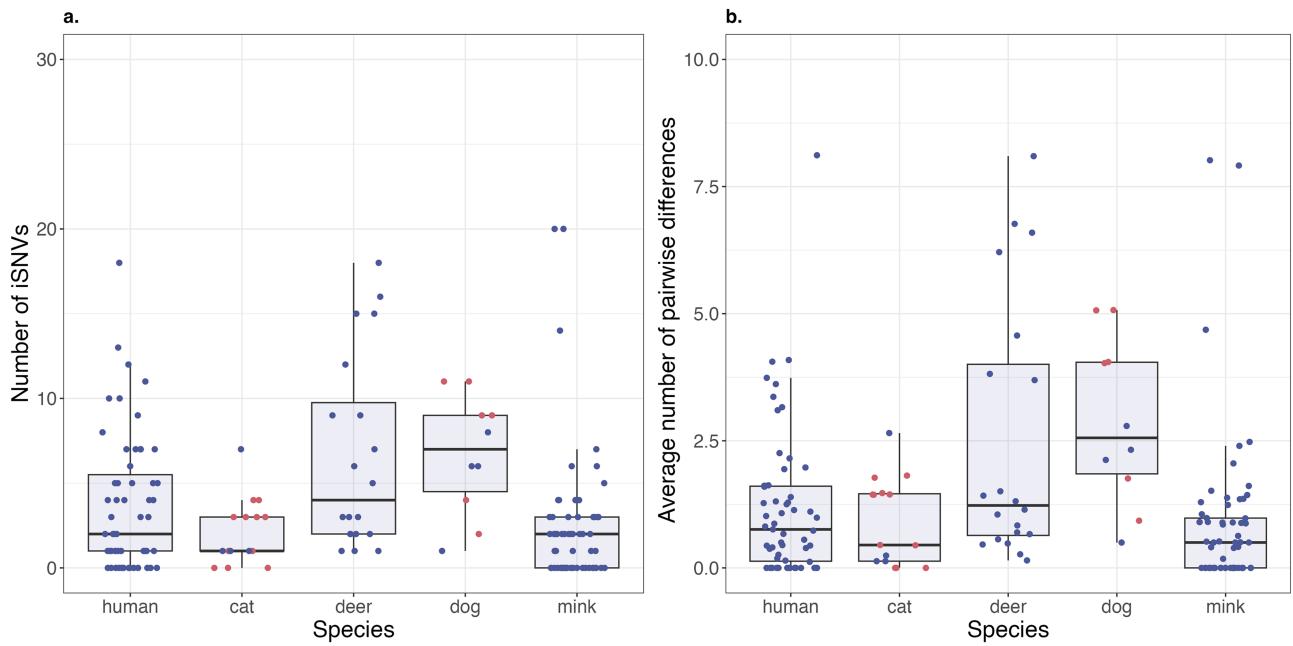 a.
Number of iSNVs
30
20
10
0
human cat deer dog mink
Species
b.
Average number of pairwise differences
10.0
7.5
5.0
2.5
0.0
human cat deer dog mink
Species